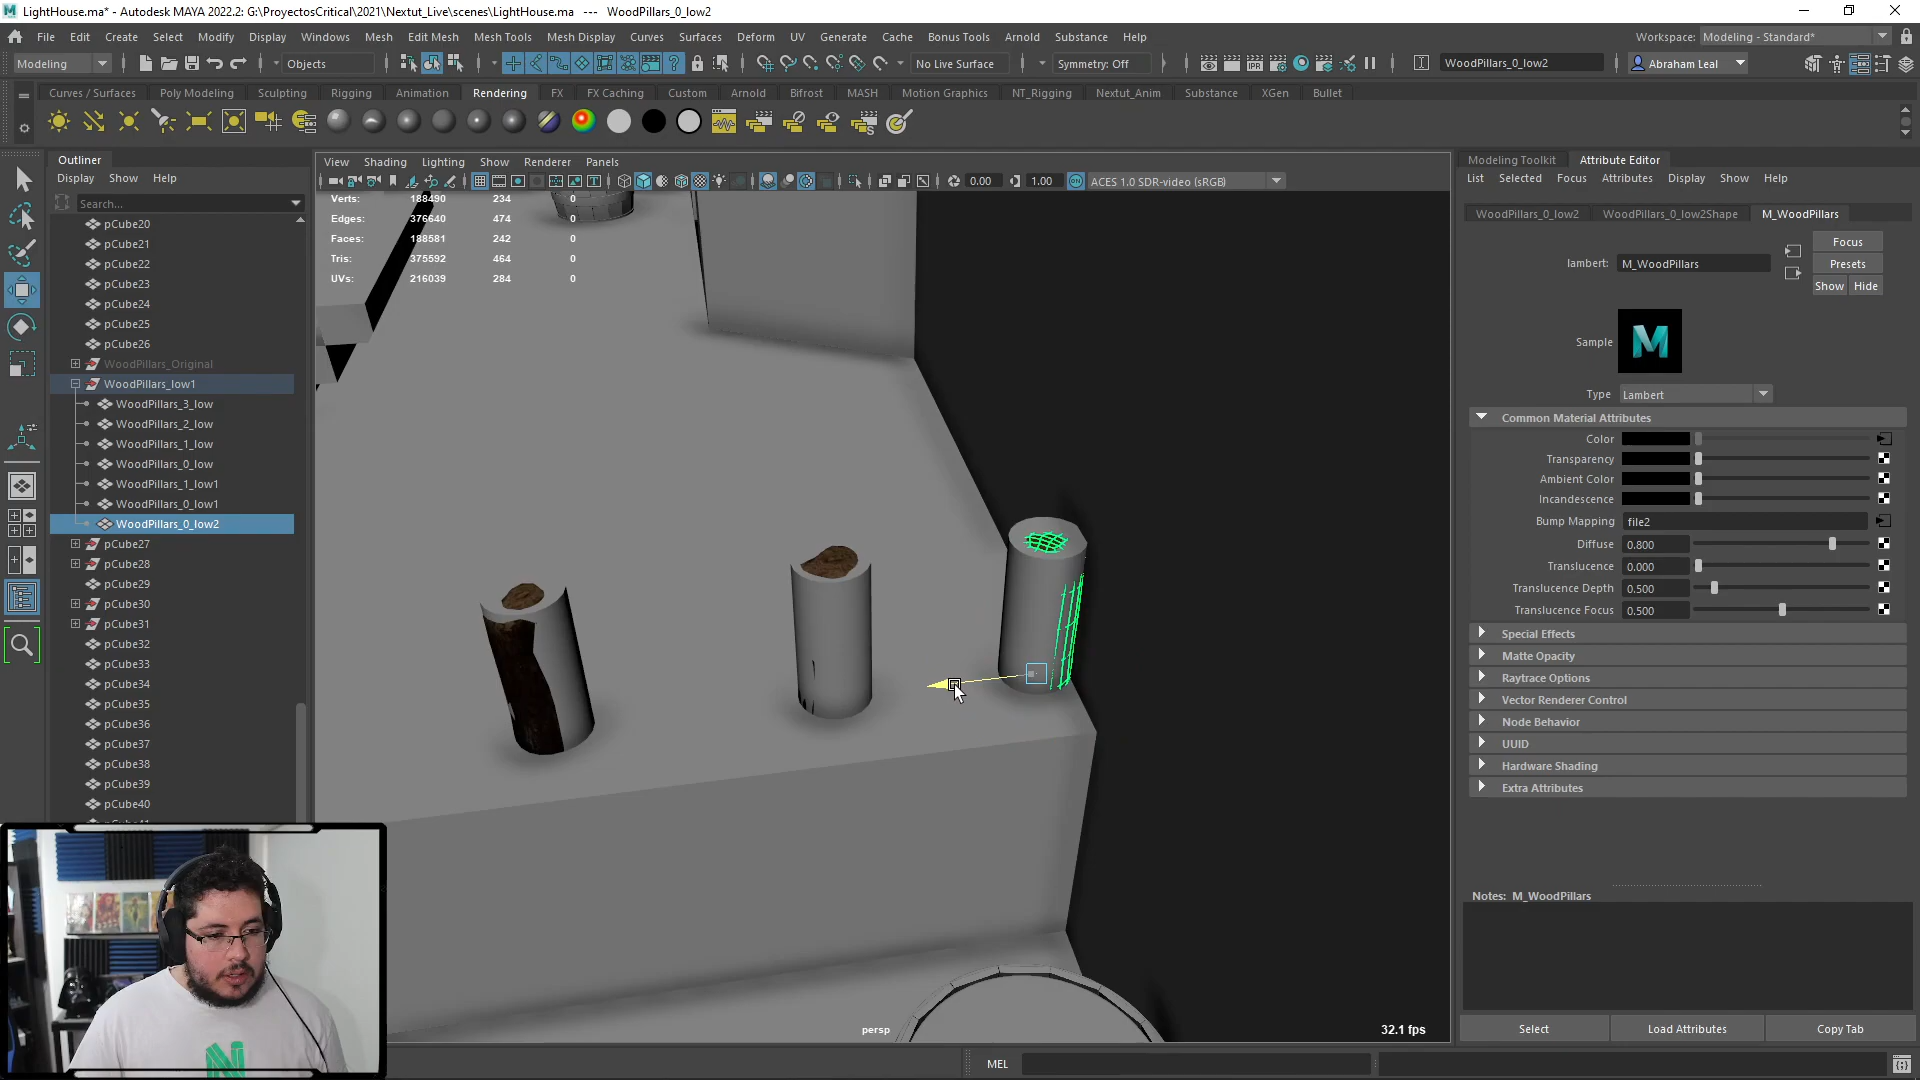 LightHouse.ma* - Autodesk MAYA 2022.2: G:\ProyectosCritical\2021\Nextut_Live\scenes\LightHouse.ma --- WoodPillars_0_low2
File Edit Create Select Modify Display Windows Mesh Edit Mesh Mesh Tools Mesh Display Curves Surfaces Deform UV Generate Cache Bonus Tools Arnold Substance Help
Workspace: Modeling - Standard*
Modeling Objects No Live Surface Symmetry: Off WoodPillars_0_low2 Abraham Leal
Curves / Surfaces Poly Modeling Sculpting Rigging Animation Rendering FX FX Caching Custom Arnold Bifrost MASH Motion Graphics NT_Rigging Nextut_Anim Substance XGen Bullet
Outliner
Display Show Help
Search...
pCube20
pCube21
pCube22
pCube23
pCube24
pCube25
pCube26
WoodPillars_Original
WoodPillars_low1
WoodPillars_3_low
WoodPillars_2_low
WoodPillars_1_low
WoodPillars_0_low
WoodPillars_1_low1
WoodPillars_0_low1
WoodPillars_0_low2
pCube27
pCube28
pCube29
pCube30
pCube31
pCube32
pCube33
pCube34
pCube35
pCube36
pCube37
pCube38
pCube39
pCube40
View Shading Lighting Show Renderer Panels
0.00 1.00 ACES 1.0 SDR-video (sRGB)
Verts: 188490 234 0
Edges: 376640 474 0
Faces: 188581 242 0
Tris: 375592 464 0
UVs: 216039 284 0
persp
32.1 fps
MEL
Modeling Toolkit Attribute Editor
List Selected Focus Attributes Display Show Help
WoodPillars_0_low2 WoodPillars_0_low2Shape M_WoodPillars
Focus
lambert: M_WoodPillars
Presets
Show Hide
Sample
Type Lambert
Common Material Attributes
Color
Transparency
Ambient Color
Incandescence
Bump Mapping file2
Diffuse 0.800
Translucence 0.000
Translucence Depth 0.500
Translucence Focus 0.500
Special Effects
Matte Opacity
Raytrace Options
Vector Renderer Control
Node Behavior
UUID
Hardware Shading
Extra Attributes
Notes: M_WoodPillars
Select Load Attributes Copy Tab